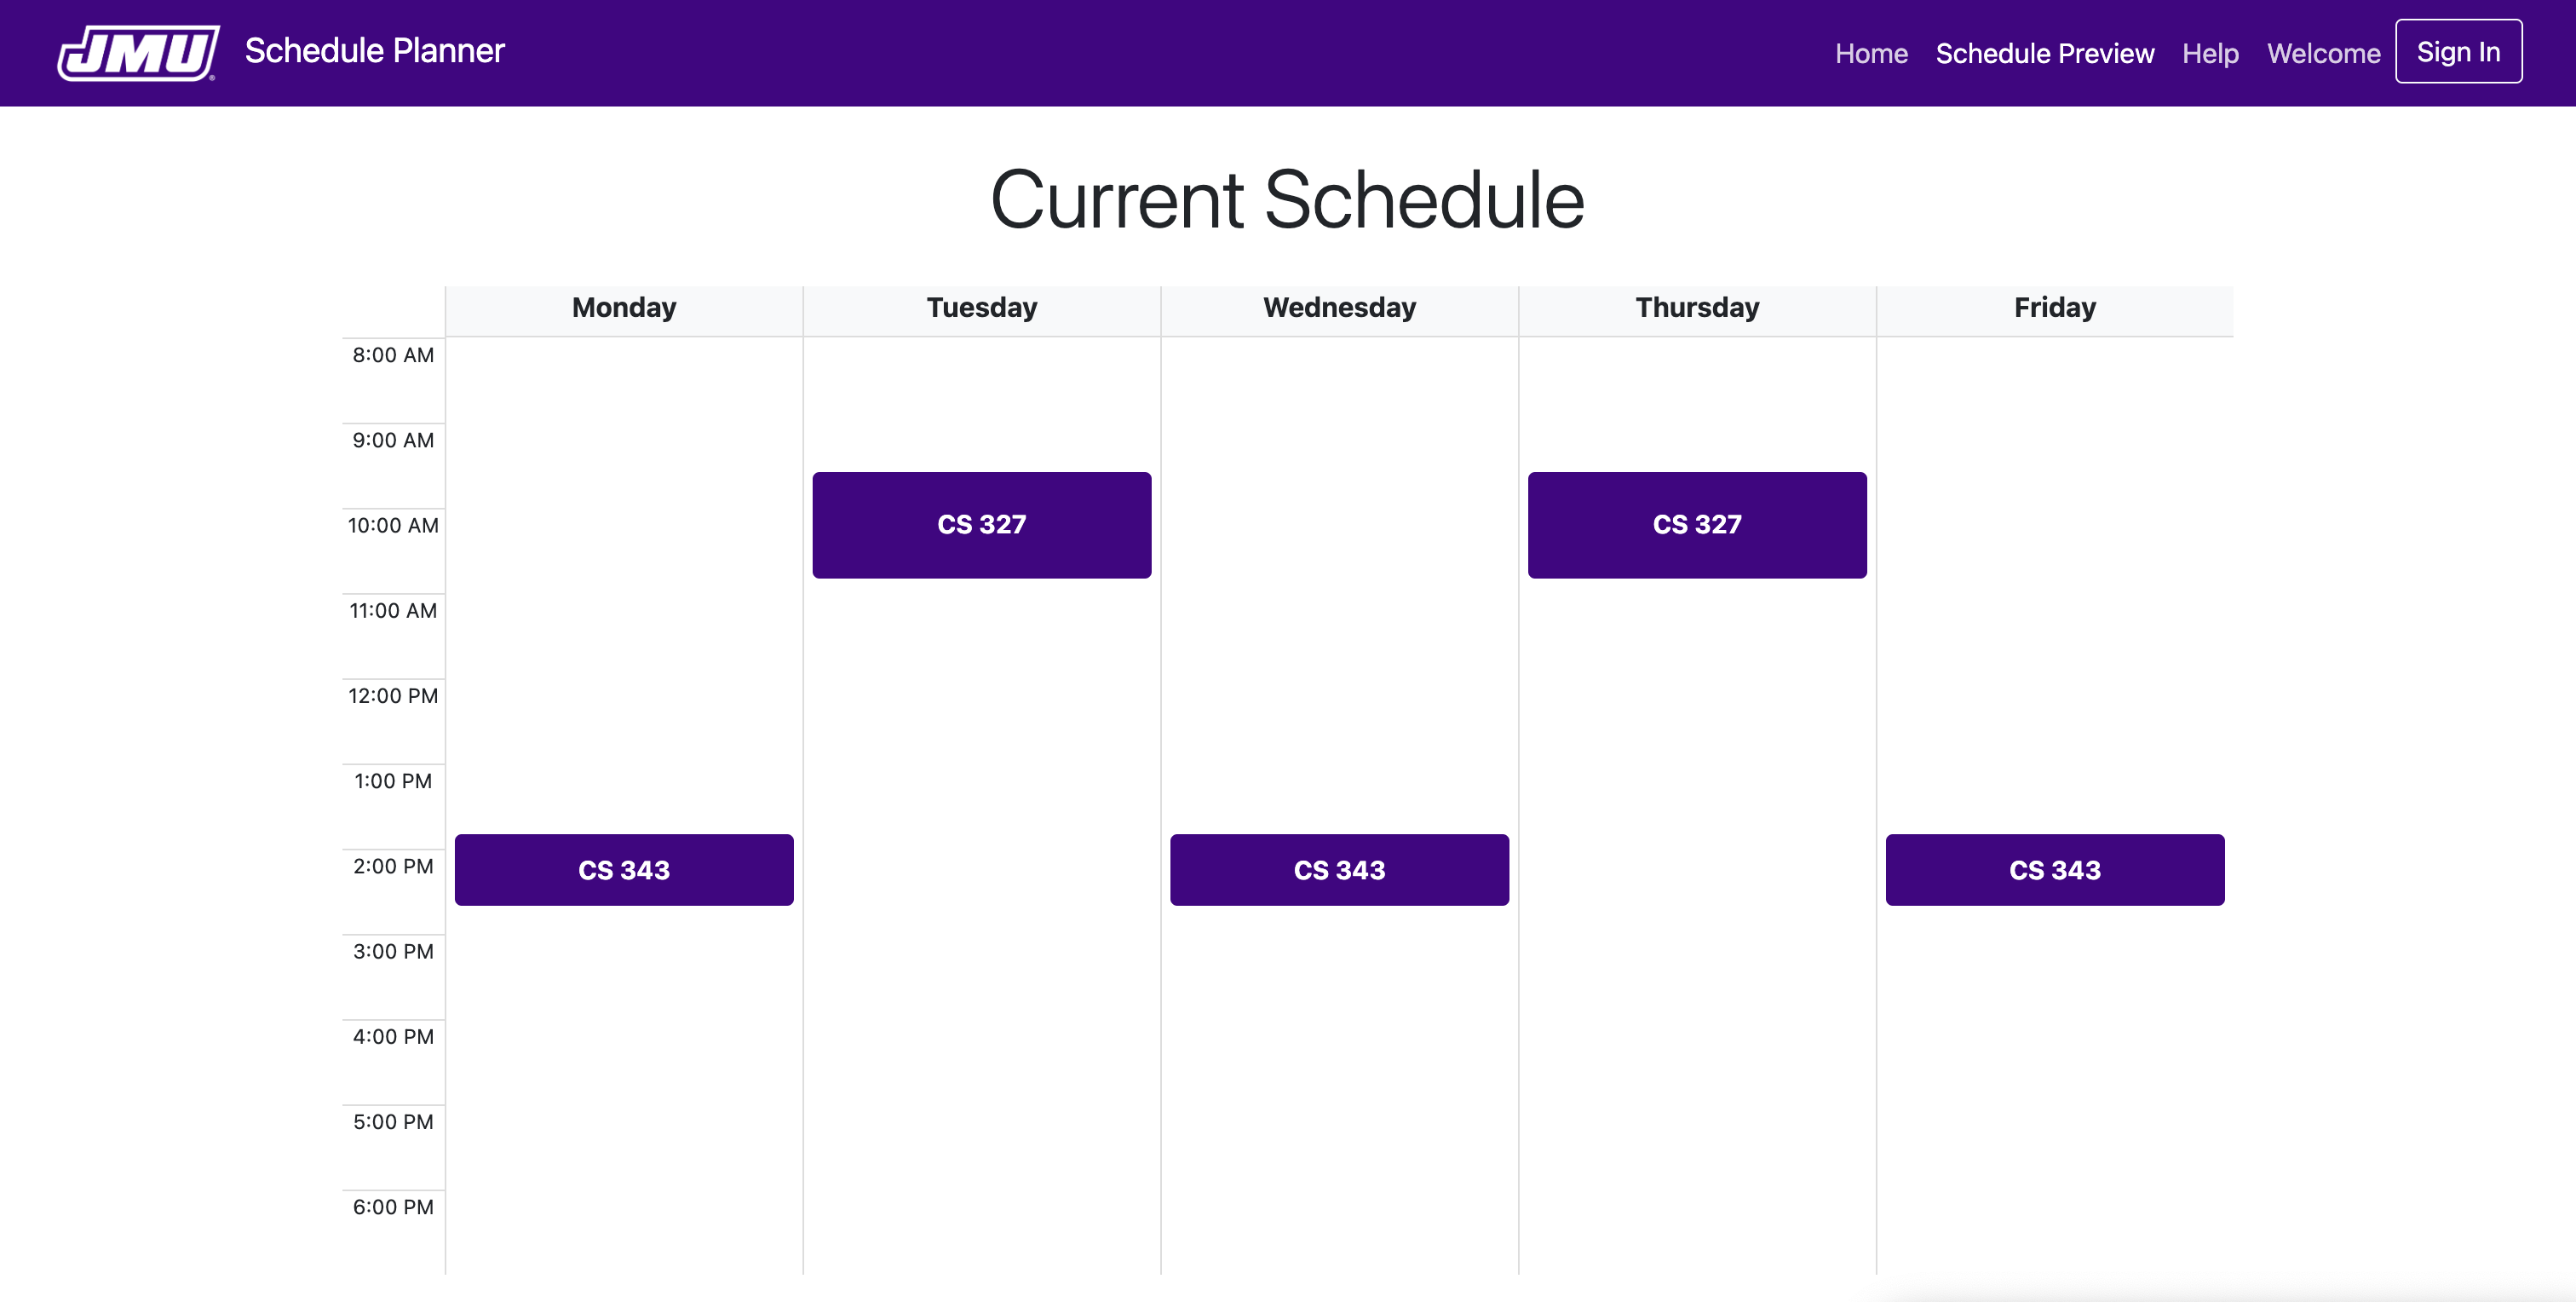 JMU Schedule Planner Home Schedule Preview Help Welcome Sign In
Current Schedule
Monday Tuesday Wednesday Thursday Friday
8:00 AM
9:00 AM
CS 327 CS 327
10:00 AM
11:00 AM
12:00 PM
1:00 PM
2:00 PM
CS 343 CS 343 CS 343
3:00 PM
4:00 PM
5:00 PM
6:00 PM